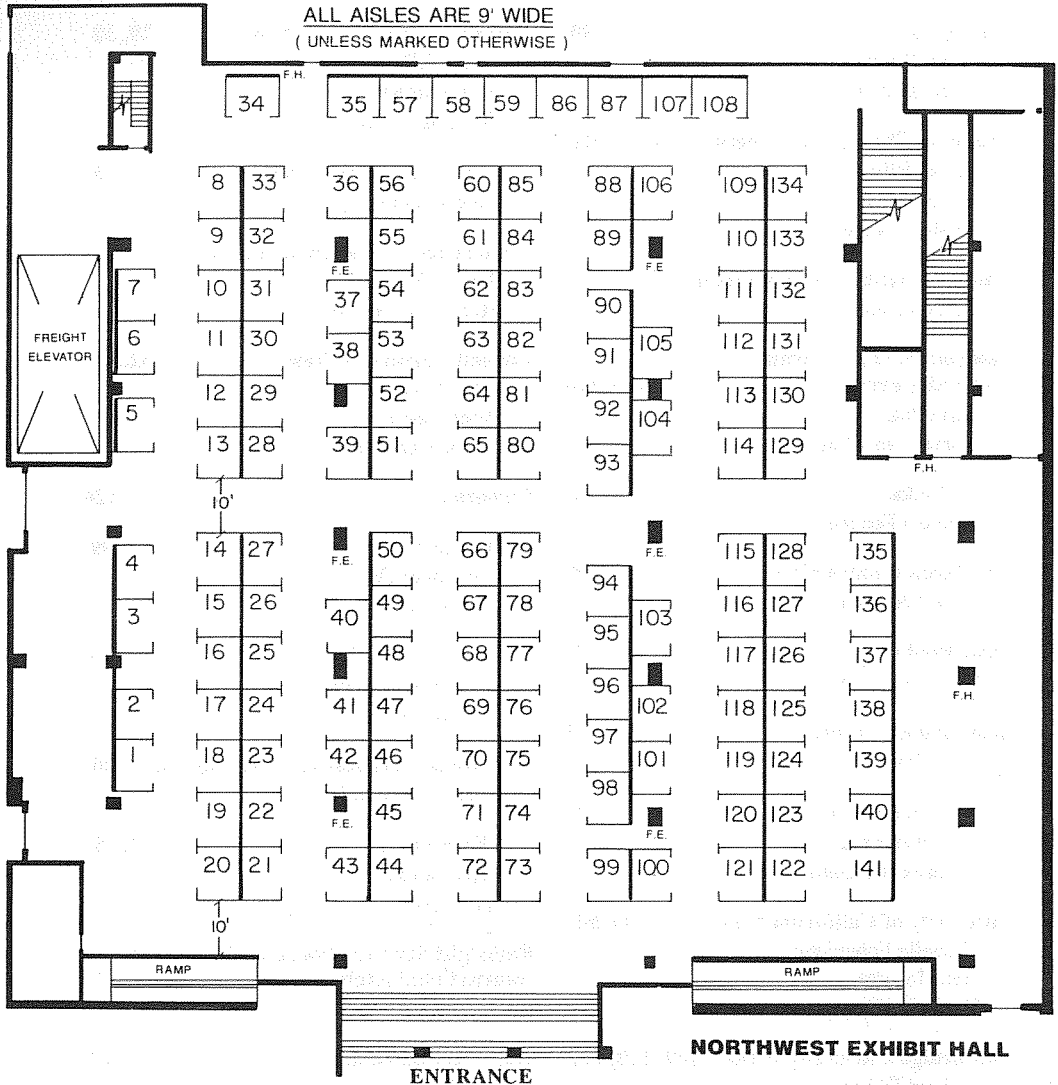 ALL AISLES ARE 9' WIDE
( UNLESS MARKED OTHERWISE )
F.H.
34 35 57 58 59 86 87 107 108
8 33 36 56 60 85 88 106 109 134
9 32 55 61 84 89 110 133
F.E. F.E
7 10 31 37 54 62 83 90 111 132
FREIGHT
ELEVATOR
6 11 30 38 53 63 82 91 105 112 131
5 12 29 52 64 81 92 104 113 130
13 28 39 51 65 80 93 114 129
F.H.
10'
4 14 27 50 66 79 94 115 128 135
F.E. F.E.
3 15 26 40 49 67 78 95 103 116 127 136
16 25 48 68 77 96 117 126 137
F.H.
2 17 24 41 47 69 76 97 102 118 125 138
1 18 23 42 46 70 75 98 101 119 124 139
19 22 45 71 74 120 123 140
F.E. F.E.
20 21 43 44 72 73 99 100 121 122 141
10'
RAMP RAMP
NORTHWEST EXHIBIT HALL
ENTRANCE